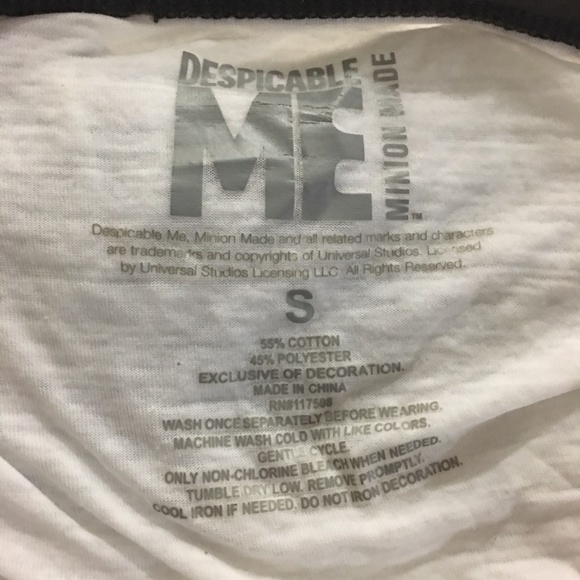 DESPICABLE
ME
MINION MADE
™
Despicable Me, Minion Made and all related marks and characters
are trademarks and copyrights of Universal Studios. Licensed
by Universal Studios Licensing LLC. All Rights Reserved.
S
55% COTTON
45% POLYESTER
EXCLUSIVE OF DECORATION.
MADE IN CHINA
RN#117508
WASH ONCE SEPARATELY BEFORE WEARING.
MACHINE WASH COLD WITH LIKE COLORS.
GENTLE CYCLE.
ONLY NON-CHLORINE BLEACH WHEN NEEDED.
TUMBLE DRY LOW. REMOVE PROMPTLY.
COOL IRON IF NEEDED. DO NOT IRON DECORATION.